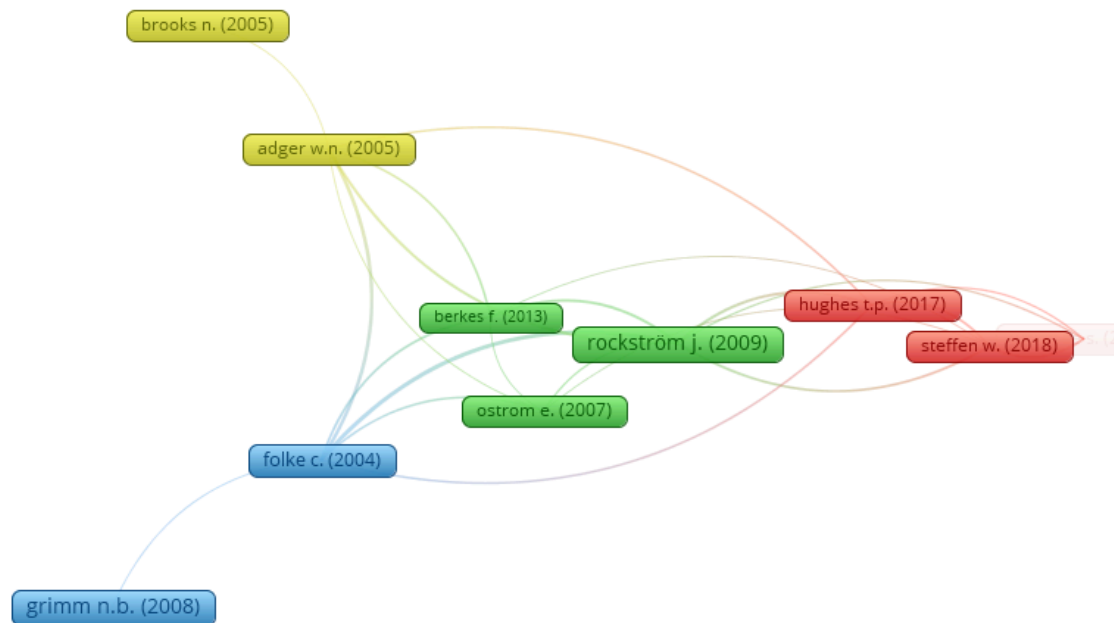 brooks n. (2005)
adger w.n. (2005)
hughes t.p. (2017)
berkes f. (2013)
rockström j. (2009)
steffen w. (2018)
ostrom e. (2007)
folke c. (2004)
grimm n.b. (2008)